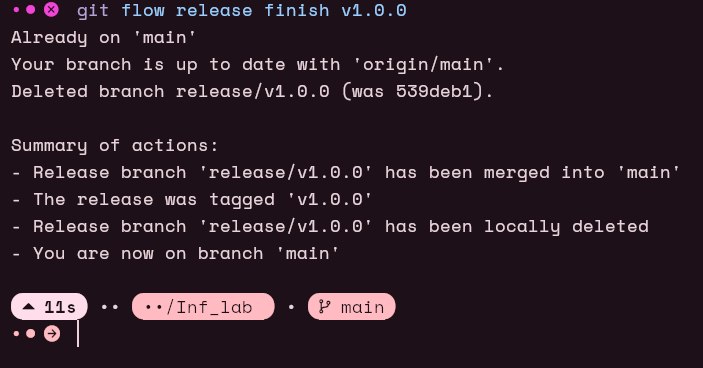 git flow release finish v1.0.0
Already on 'main'
Your branch is up to date with 'origin/main'.
Deleted branch release/v1.0.0 (was 539deb1).
Summary of actions:
- Release branch 'release/v1.0.0' has been merged into 'main'
- The release was tagged 'v1.0.0'
- Release branch 'release/v1.0.0' has been locally deleted
- You are now on branch 'main'
11s •• ••/Inf_lab • main